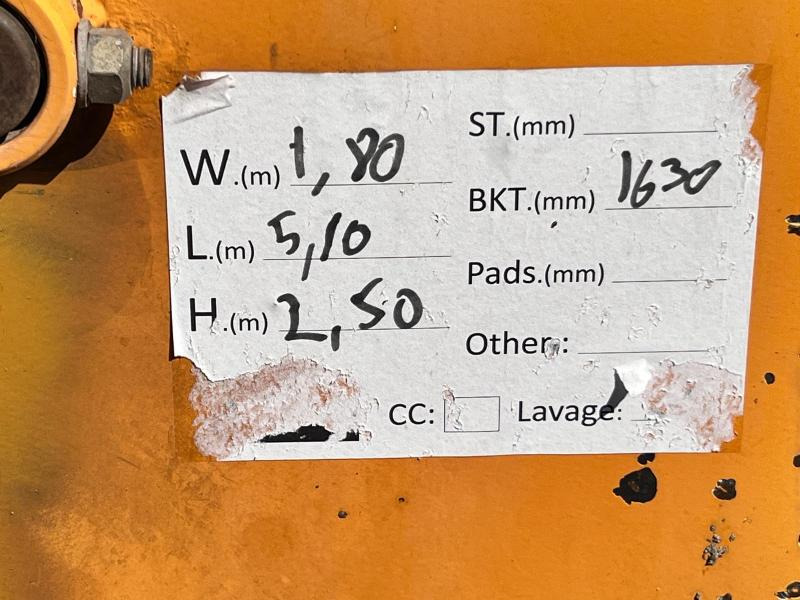 W.(m) 1,80
L.(m) 5,10
H.(m) 2,50
ST.(mm)
BKT.(mm) 1630
Pads.(mm)
Other :
CC:
Lavage: